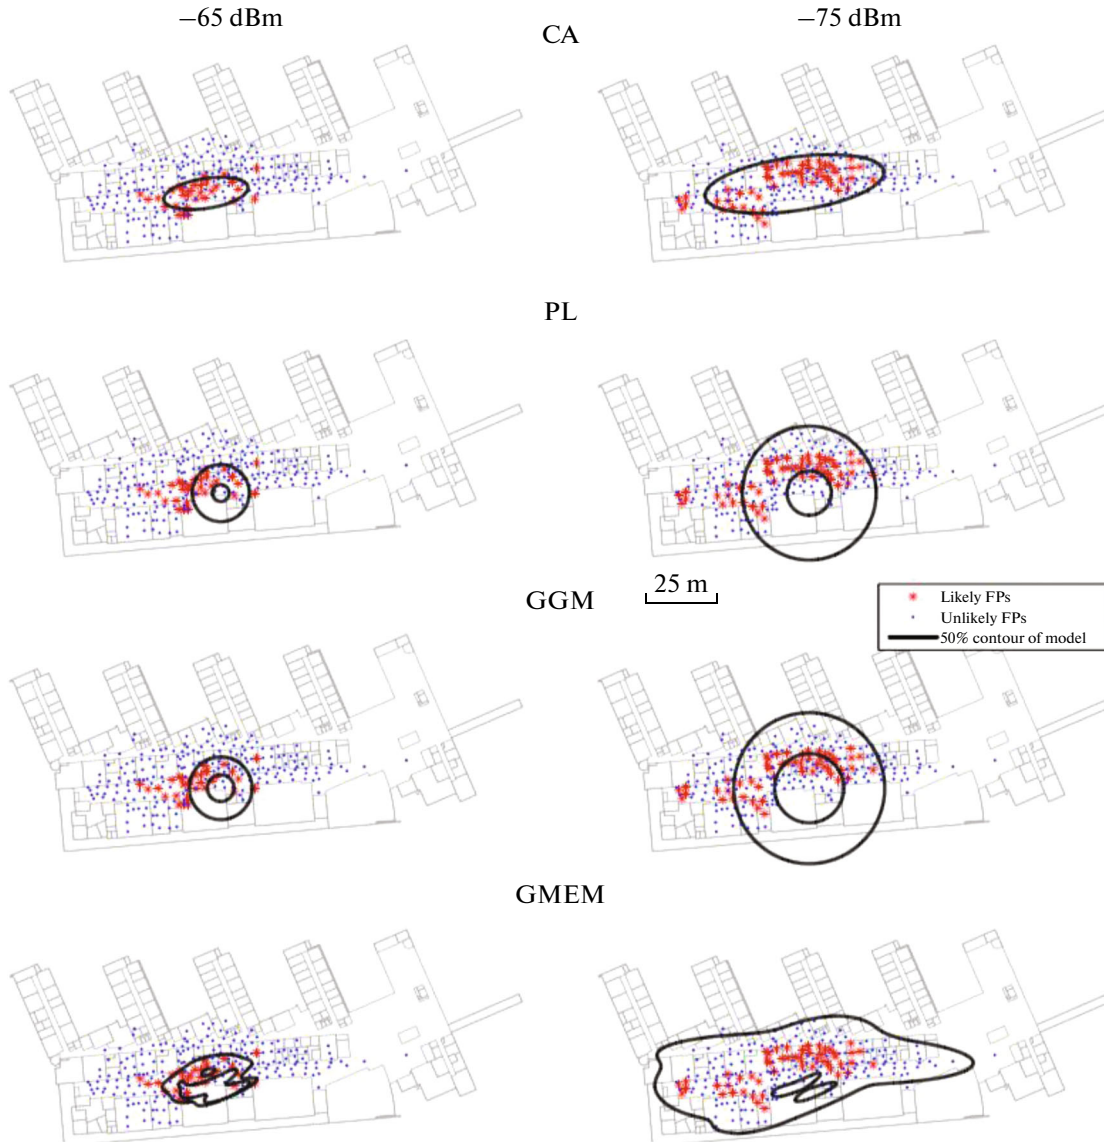 −65 dBm
−75 dBm
CA
PL
GGM
25 m
Likely FPs
Unlikely FPs
50% contour of model
GMEM